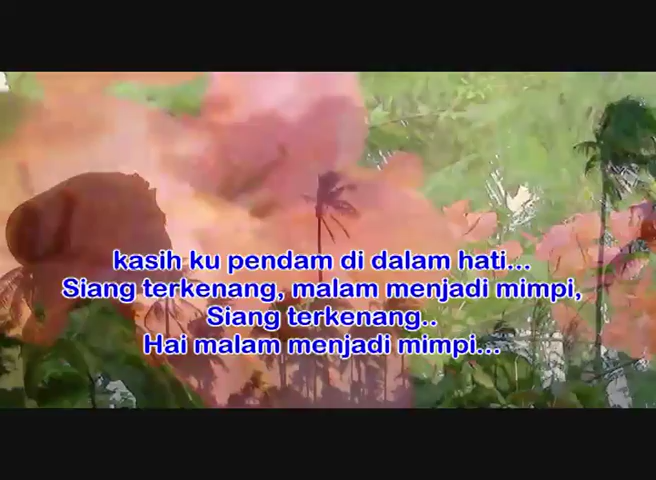 kasih ku pendam di dalam hati...
Siang terkenang, malam menjadi mimpi,
Siang terkenang..
Hai malam menjadi mimpi...